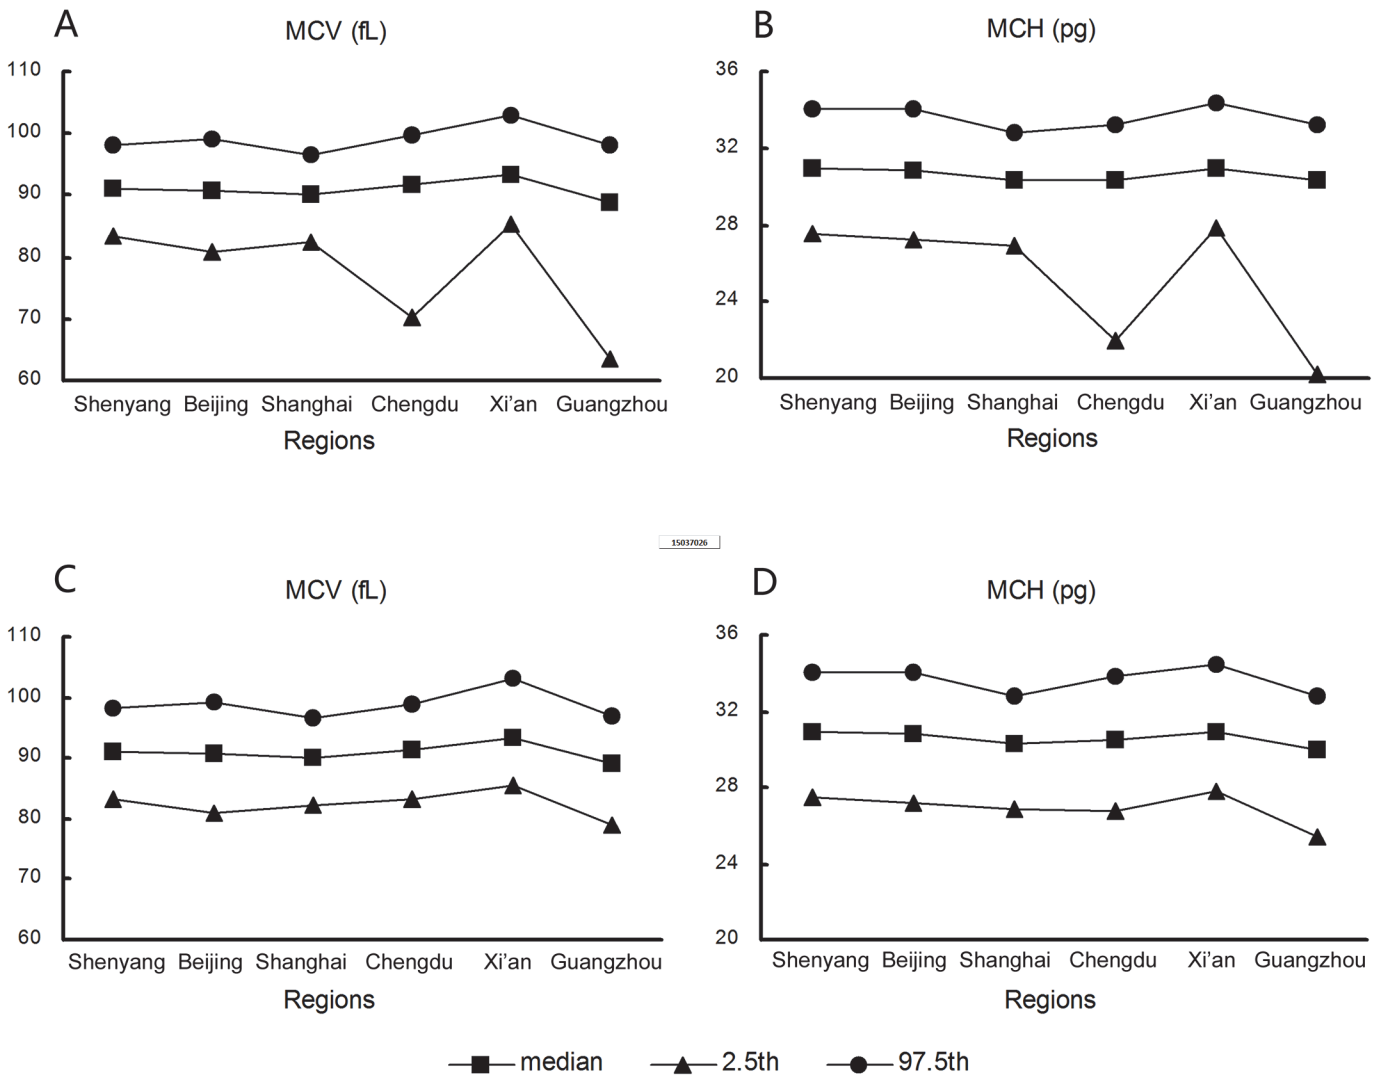 A
MCV (fL)
110
100
90
80
70
60
Shenyang Beijing Shanghai Chengdu Xi'an Guangzhou
Regions
B
MCH (pg)
36
32
28
24
20
Shenyang Beijing Shanghai Chengdu Xi'an Guangzhou
Regions
15037026
C
MCV (fL)
110
100
90
80
70
60
Shenyang Beijing Shanghai Chengdu Xi'an Guangzhou
Regions
D
MCH (pg)
36
32
28
24
20
Shenyang Beijing Shanghai Chengdu Xi'an Guangzhou
Regions
median 2.5th 97.5th